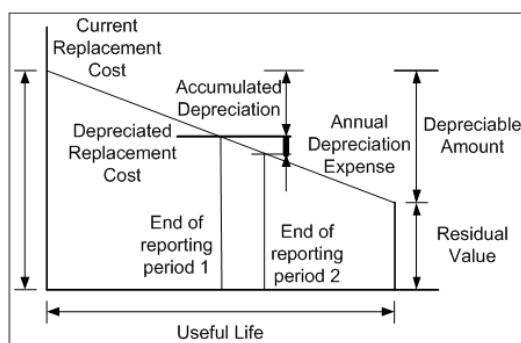 Current
Replacement
Cost
Accumulated
Depreciation
Depreciated
Replacement
Cost
Annual
Depreciation
Expense
Depreciable
Amount
End of
reporting
period 1
End of
reporting
period 2
Residual
Value
Useful Life